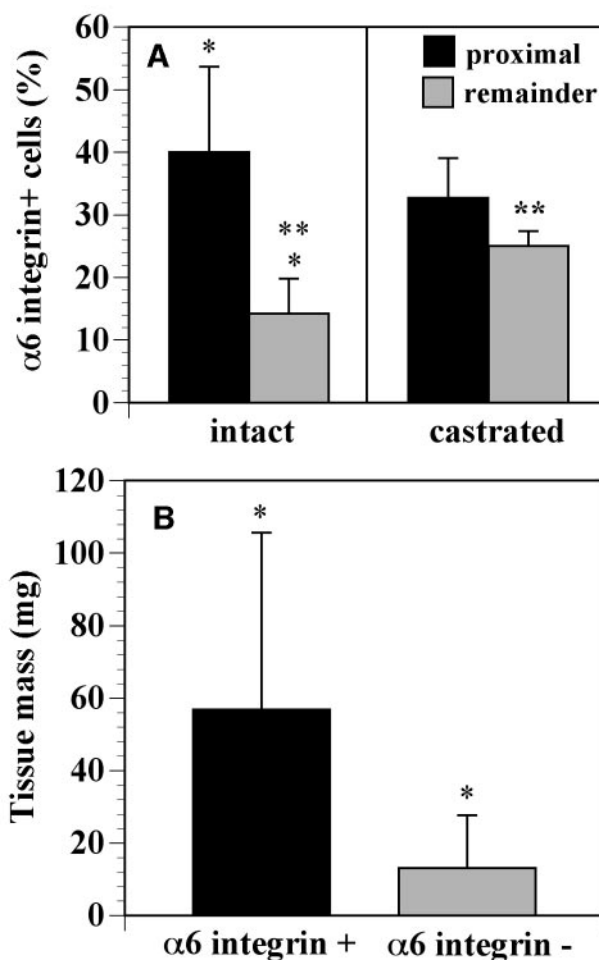 α6 integrin+ cells (%)
60
50
40
30
20
10
0
A
*
**
*
**
proximal
remainder
intact
castrated
Tissue mass (mg)
120
100
80
60
40
20
0
B
*
*
α6 integrin +
α6 integrin -